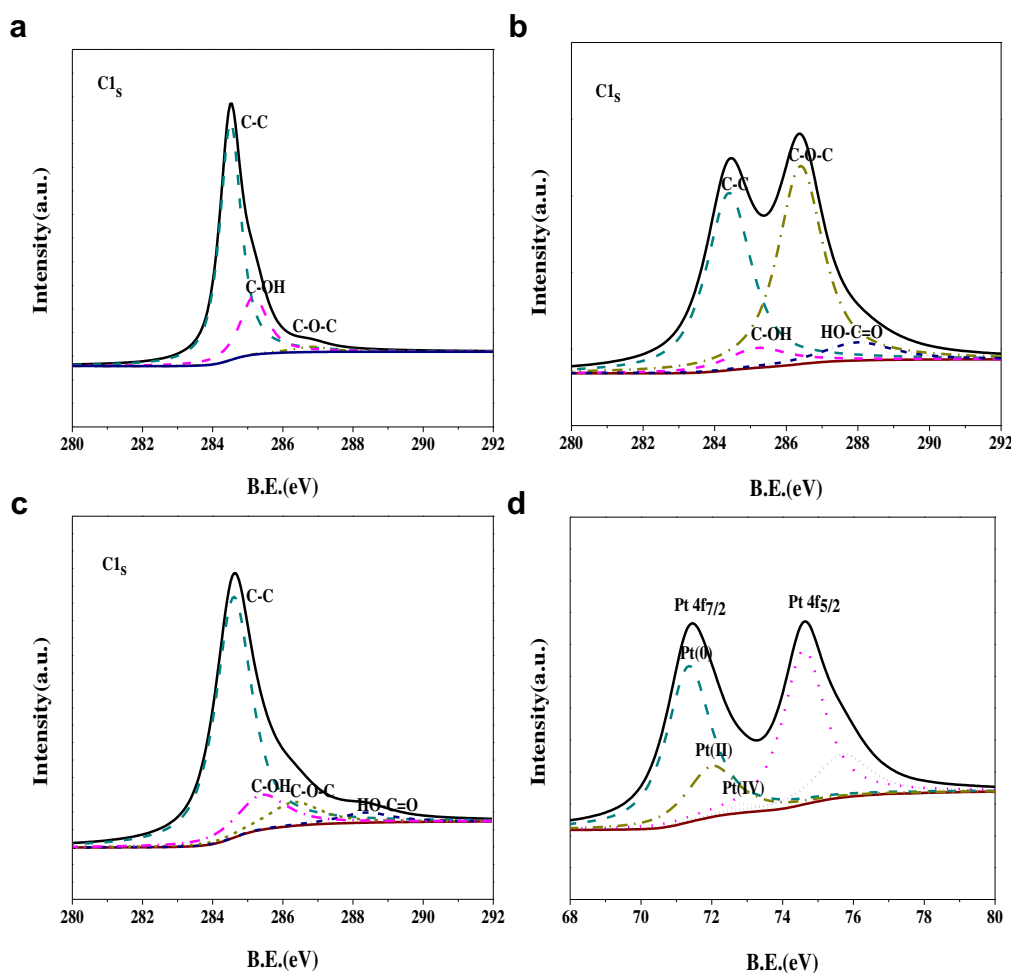 a
C1s
C-C
C-OH
C-O-C
Intensity(a.u.)
280 282 284 286 288 290 292
B.E.(eV)
b
C1s
C-O-C
C-C
C-OH
HO-C=O
Intensity(a.u.)
280 282 284 286 288 290 292
B.E.(eV)
c
C1s
C-C
C-OH
C-O-C
HO-C=O
Intensity(a.u.)
280 282 284 286 288 290 292
B.E.(eV)
d
Pt 4f7/2
Pt 4f5/2
Pt(0)
Pt(II)
Pt(IV)
Intensity(a.u.)
68 70 72 74 76 78 80
B.E.(eV)